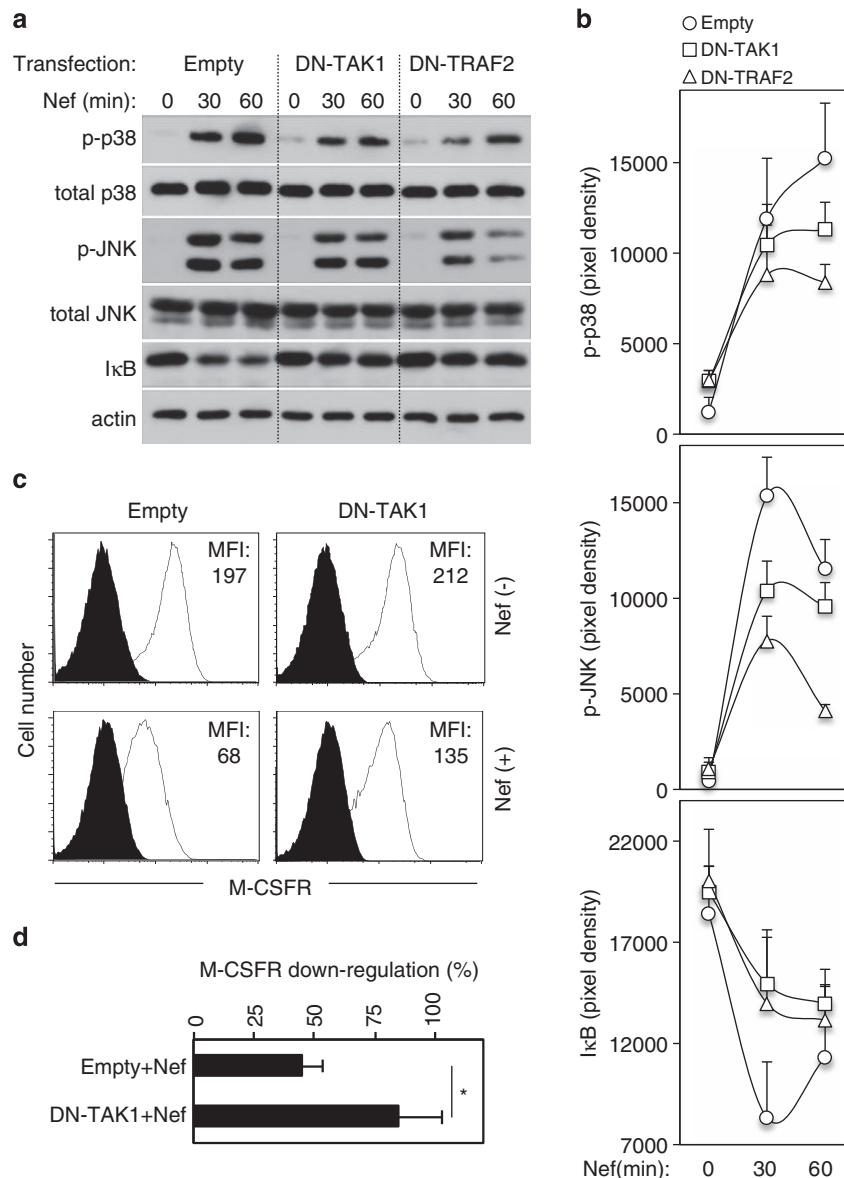 a
Transfection: Empty DN-TAK1 DN-TRAF2
Nef (min): 0 30 60 0 30 60 0 30 60
p-p38
total p38
p-JNK
total JNK
IκB
actin
b
Empty
DN-TAK1
DN-TRAF2
p-p38 (pixel density)
15000
10000
5000
0
p-JNK (pixel density)
15000
10000
5000
0
IκB (pixel density)
22000
17000
12000
7000
Nef(min): 0 30 60
c
Empty DN-TAK1
Cell number
MFI:
197
MFI:
212
Nef (-)
MFI:
68
MFI:
135
Nef (+)
M-CSFR
d
M-CSFR down-regulation (%)
0 25 50 75 100
Empty+Nef
DN-TAK1+Nef
*